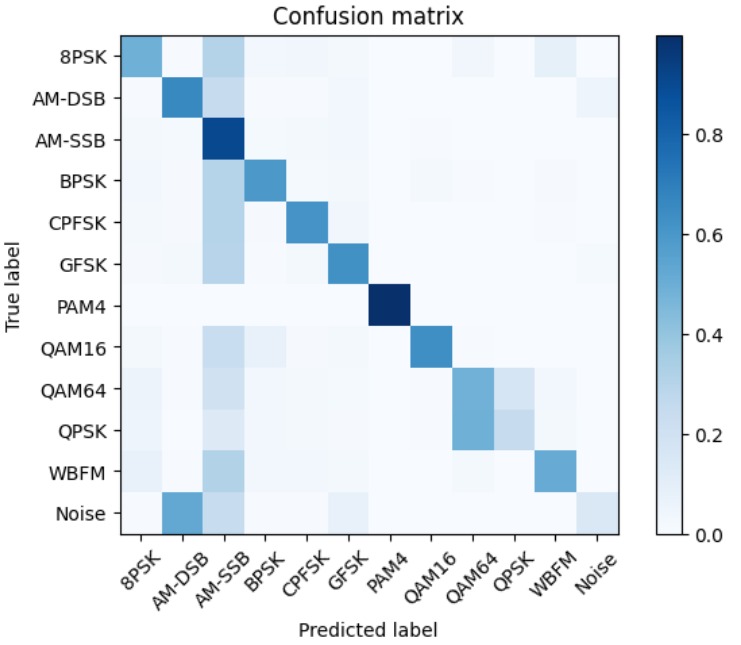 Confusion matrix
True label
8PSK
AM-DSB
AM-SSB
BPSK
CPFSK
GFSK
PAM4
QAM16
QAM64
QPSK
WBFM
Noise
8PSK
AM-DSB
AM-SSB
BPSK
CPFSK
GFSK
PAM4
QAM16
QAM64
QPSK
WBFM
Noise
Predicted label
0.8
0.6
0.4
0.2
0.0